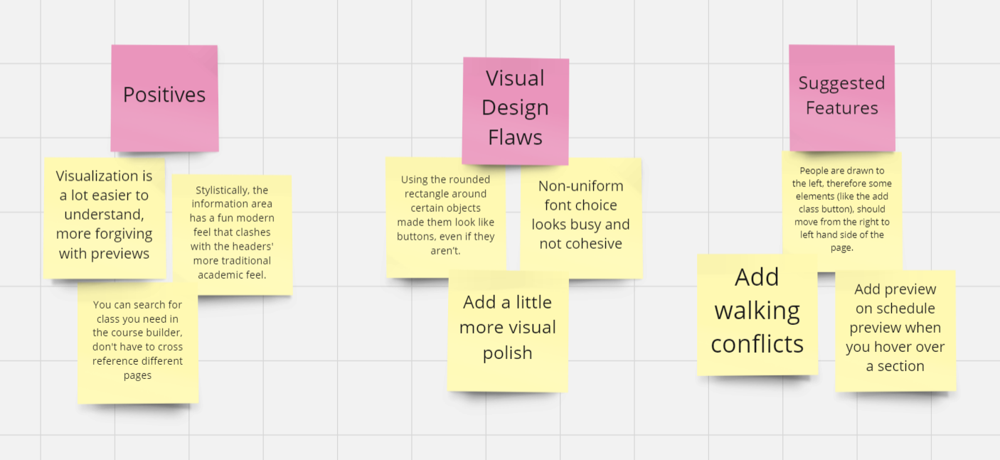 Positives
Visualization is
a lot easier to
understand,
more forgiving
with previews
Stylistically, the
information area
has a fun modern
feel that clashes
with the headers'
more traditional
academic feel.
You can search for
class you need in
the course builder,
don't have to cross
reference different
pages
Visual
Design
Flaws
Using the rounded
rectangle around
certain objects
made them look like
buttons, even if they
aren't.
Non-uniform
font choice
looks busy and
not cohesive
Add a little
more visual
polish
Suggested
Features
People are drawn to
the left, therefore some
elements (like the add
class button), should
move from the right to
left hand side of the
page.
Add
walking
conflicts
Add preview
on schedule
preview when
you hover over
a section